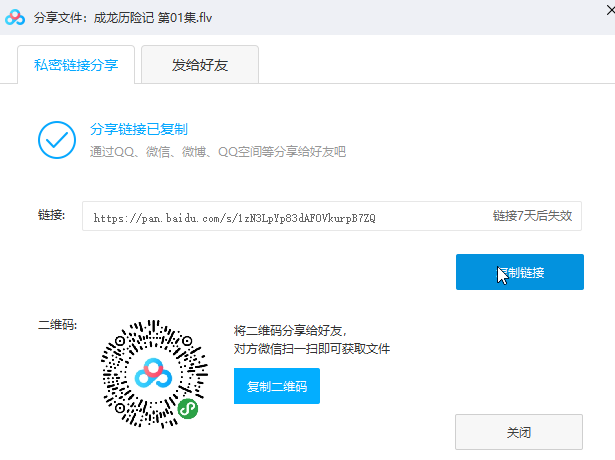 分享文件：成龙历险记 第01集.flv
私密链接分享
发给好友
分享链接已复制
通过QQ、微信、微博、QQ空间等分享给好友吧
链接:
https://pan.baidu.com/s/1zN3LpYp83dAFOVkurpB7ZQ
链接7天后失效
复制链接
二维码:
将二维码分享给好友，
对方微信扫一扫即可获取文件
复制二维码
关闭